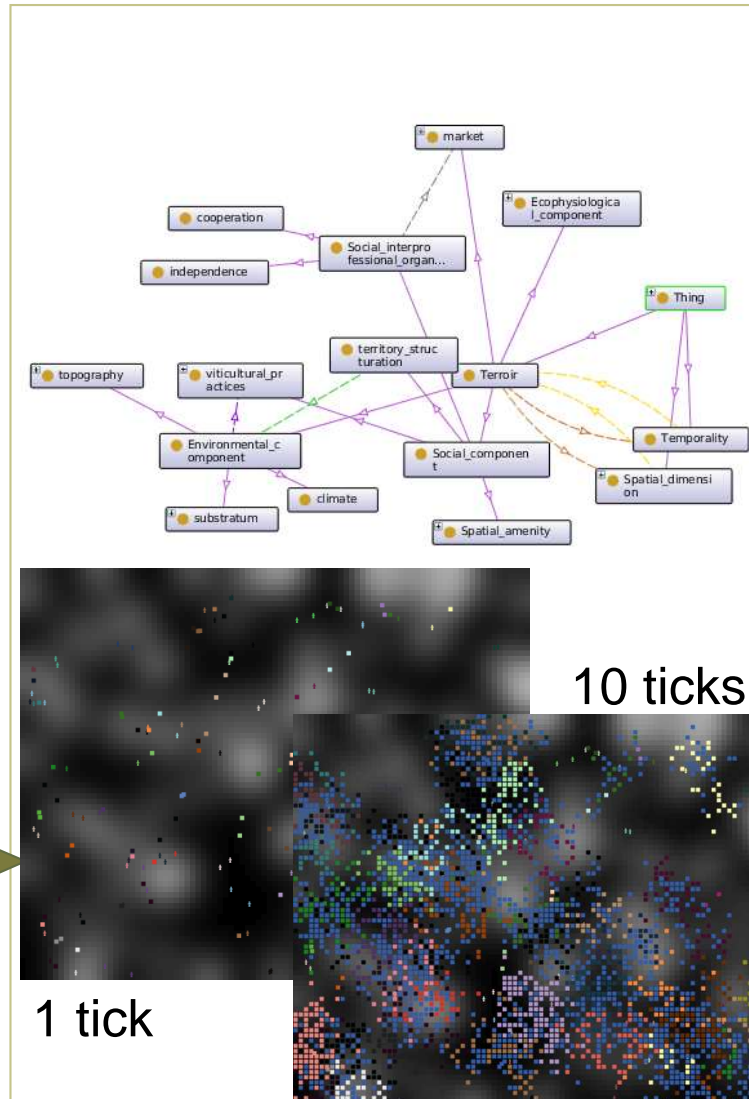 market
Ecophysiologica
l_component
cooperation
Social_interpro
fessional_organ...
independence
Thing
territory_struc
turation
topography
viticultural_pr
actices
Terroir
Temporality
Environmental_c
omponent
Social_componen
t
Spatial_dimensi
on
climate
substratum
Spatial_amenity
10 ticks
1 tick